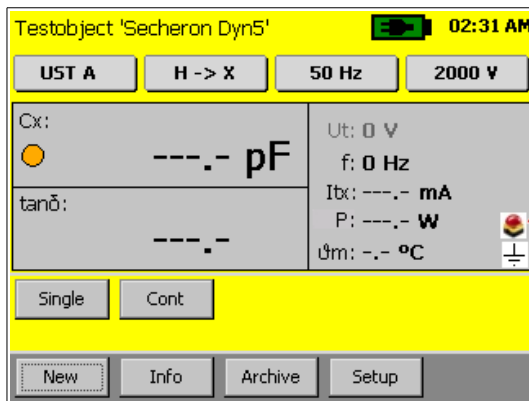 Testobject 'Secheron Dyn5' 02:31 AM
UST A H -> X 50 Hz 2000 V
Cx:
---.- pF
tanδ:
---.-
Ut: 0 V
f: 0 Hz
Itx: ---.- mA
P: ---.- W
ϑm: -.- ºC
Single Cont
New Info Archive Setup